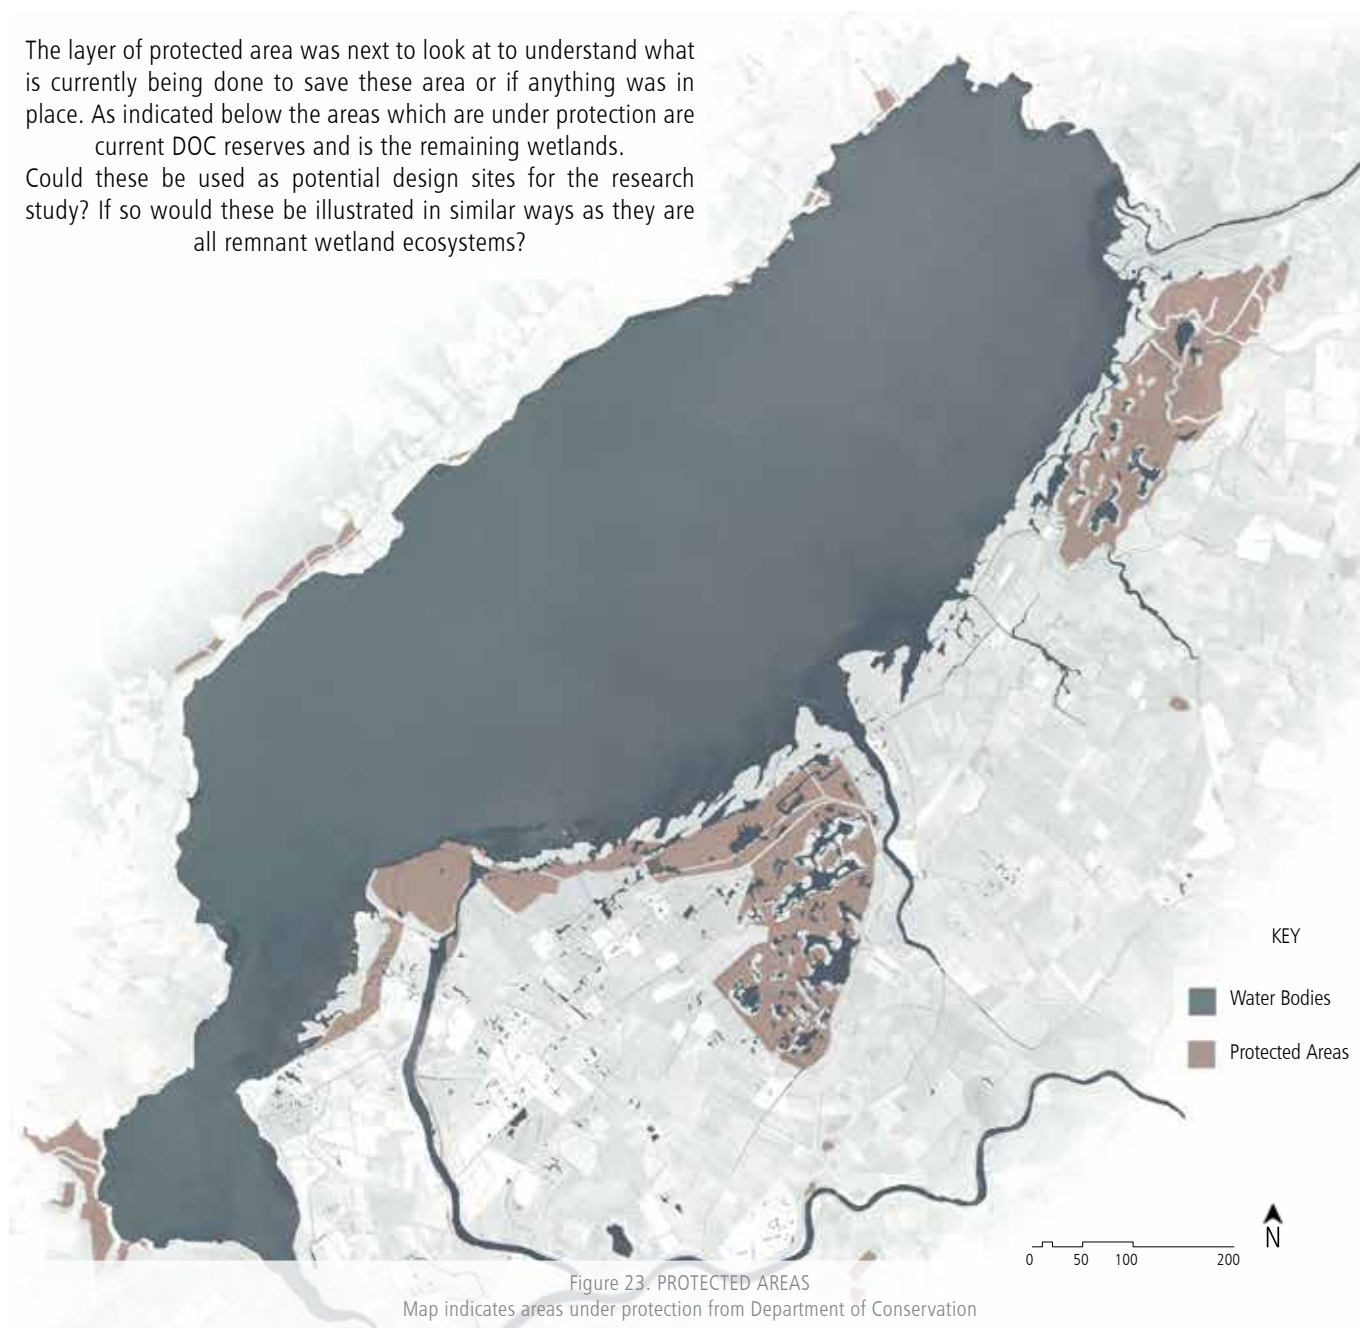 The layer of protected area was next to look at to understand what
is currently being done to save these area or if anything was in
place. As indicated below the areas which are under protection are
current DOC reserves and is the remaining wetlands.
Could these be used as potential design sites for the research
study? If so would these be illustrated in similar ways as they are
all remnant wetland ecosystems?
KEY
Water Bodies
Protected Areas
N
0 50 100 200
Figure 23. PROTECTED AREAS
Map indicates areas under protection from Department of Conservation